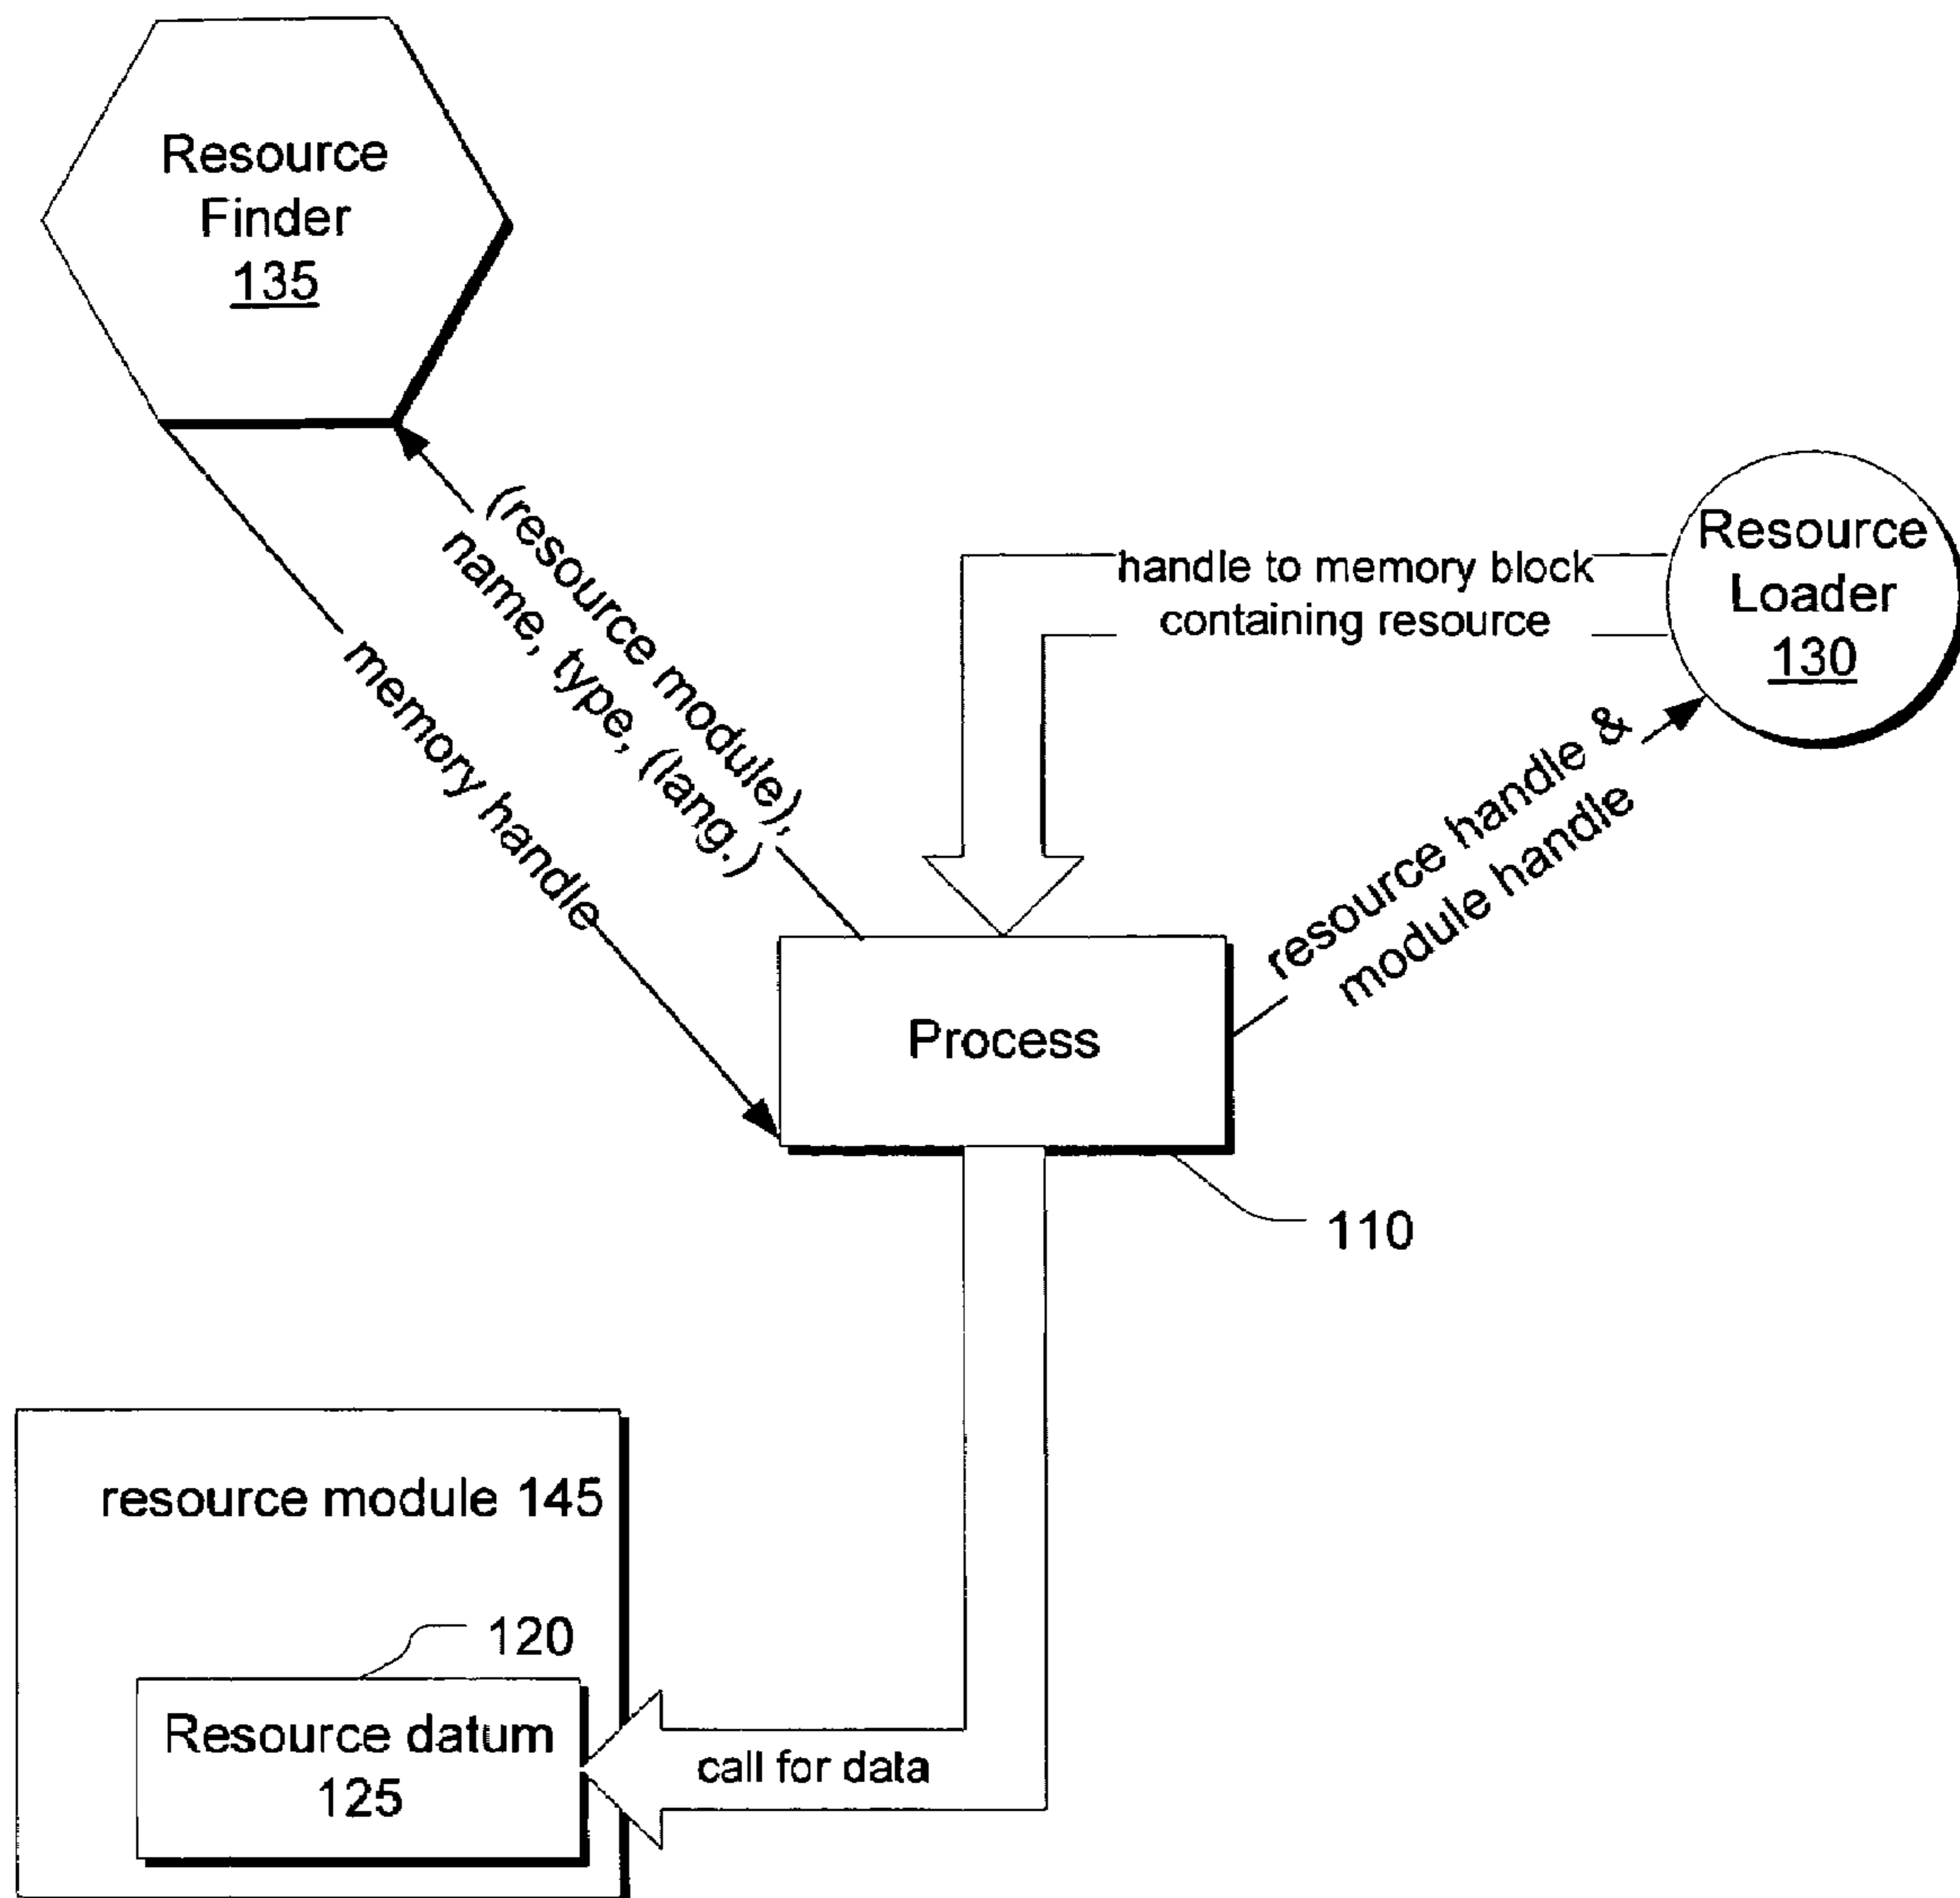 Resource
Finder
135
(resource module),
name, type, (lang.)
memory handle
handle to memory block
containing resource
Resource
Loader
130
resource handle &
module handle
Process
110
resource module 145
120
Resource datum
125
call for data